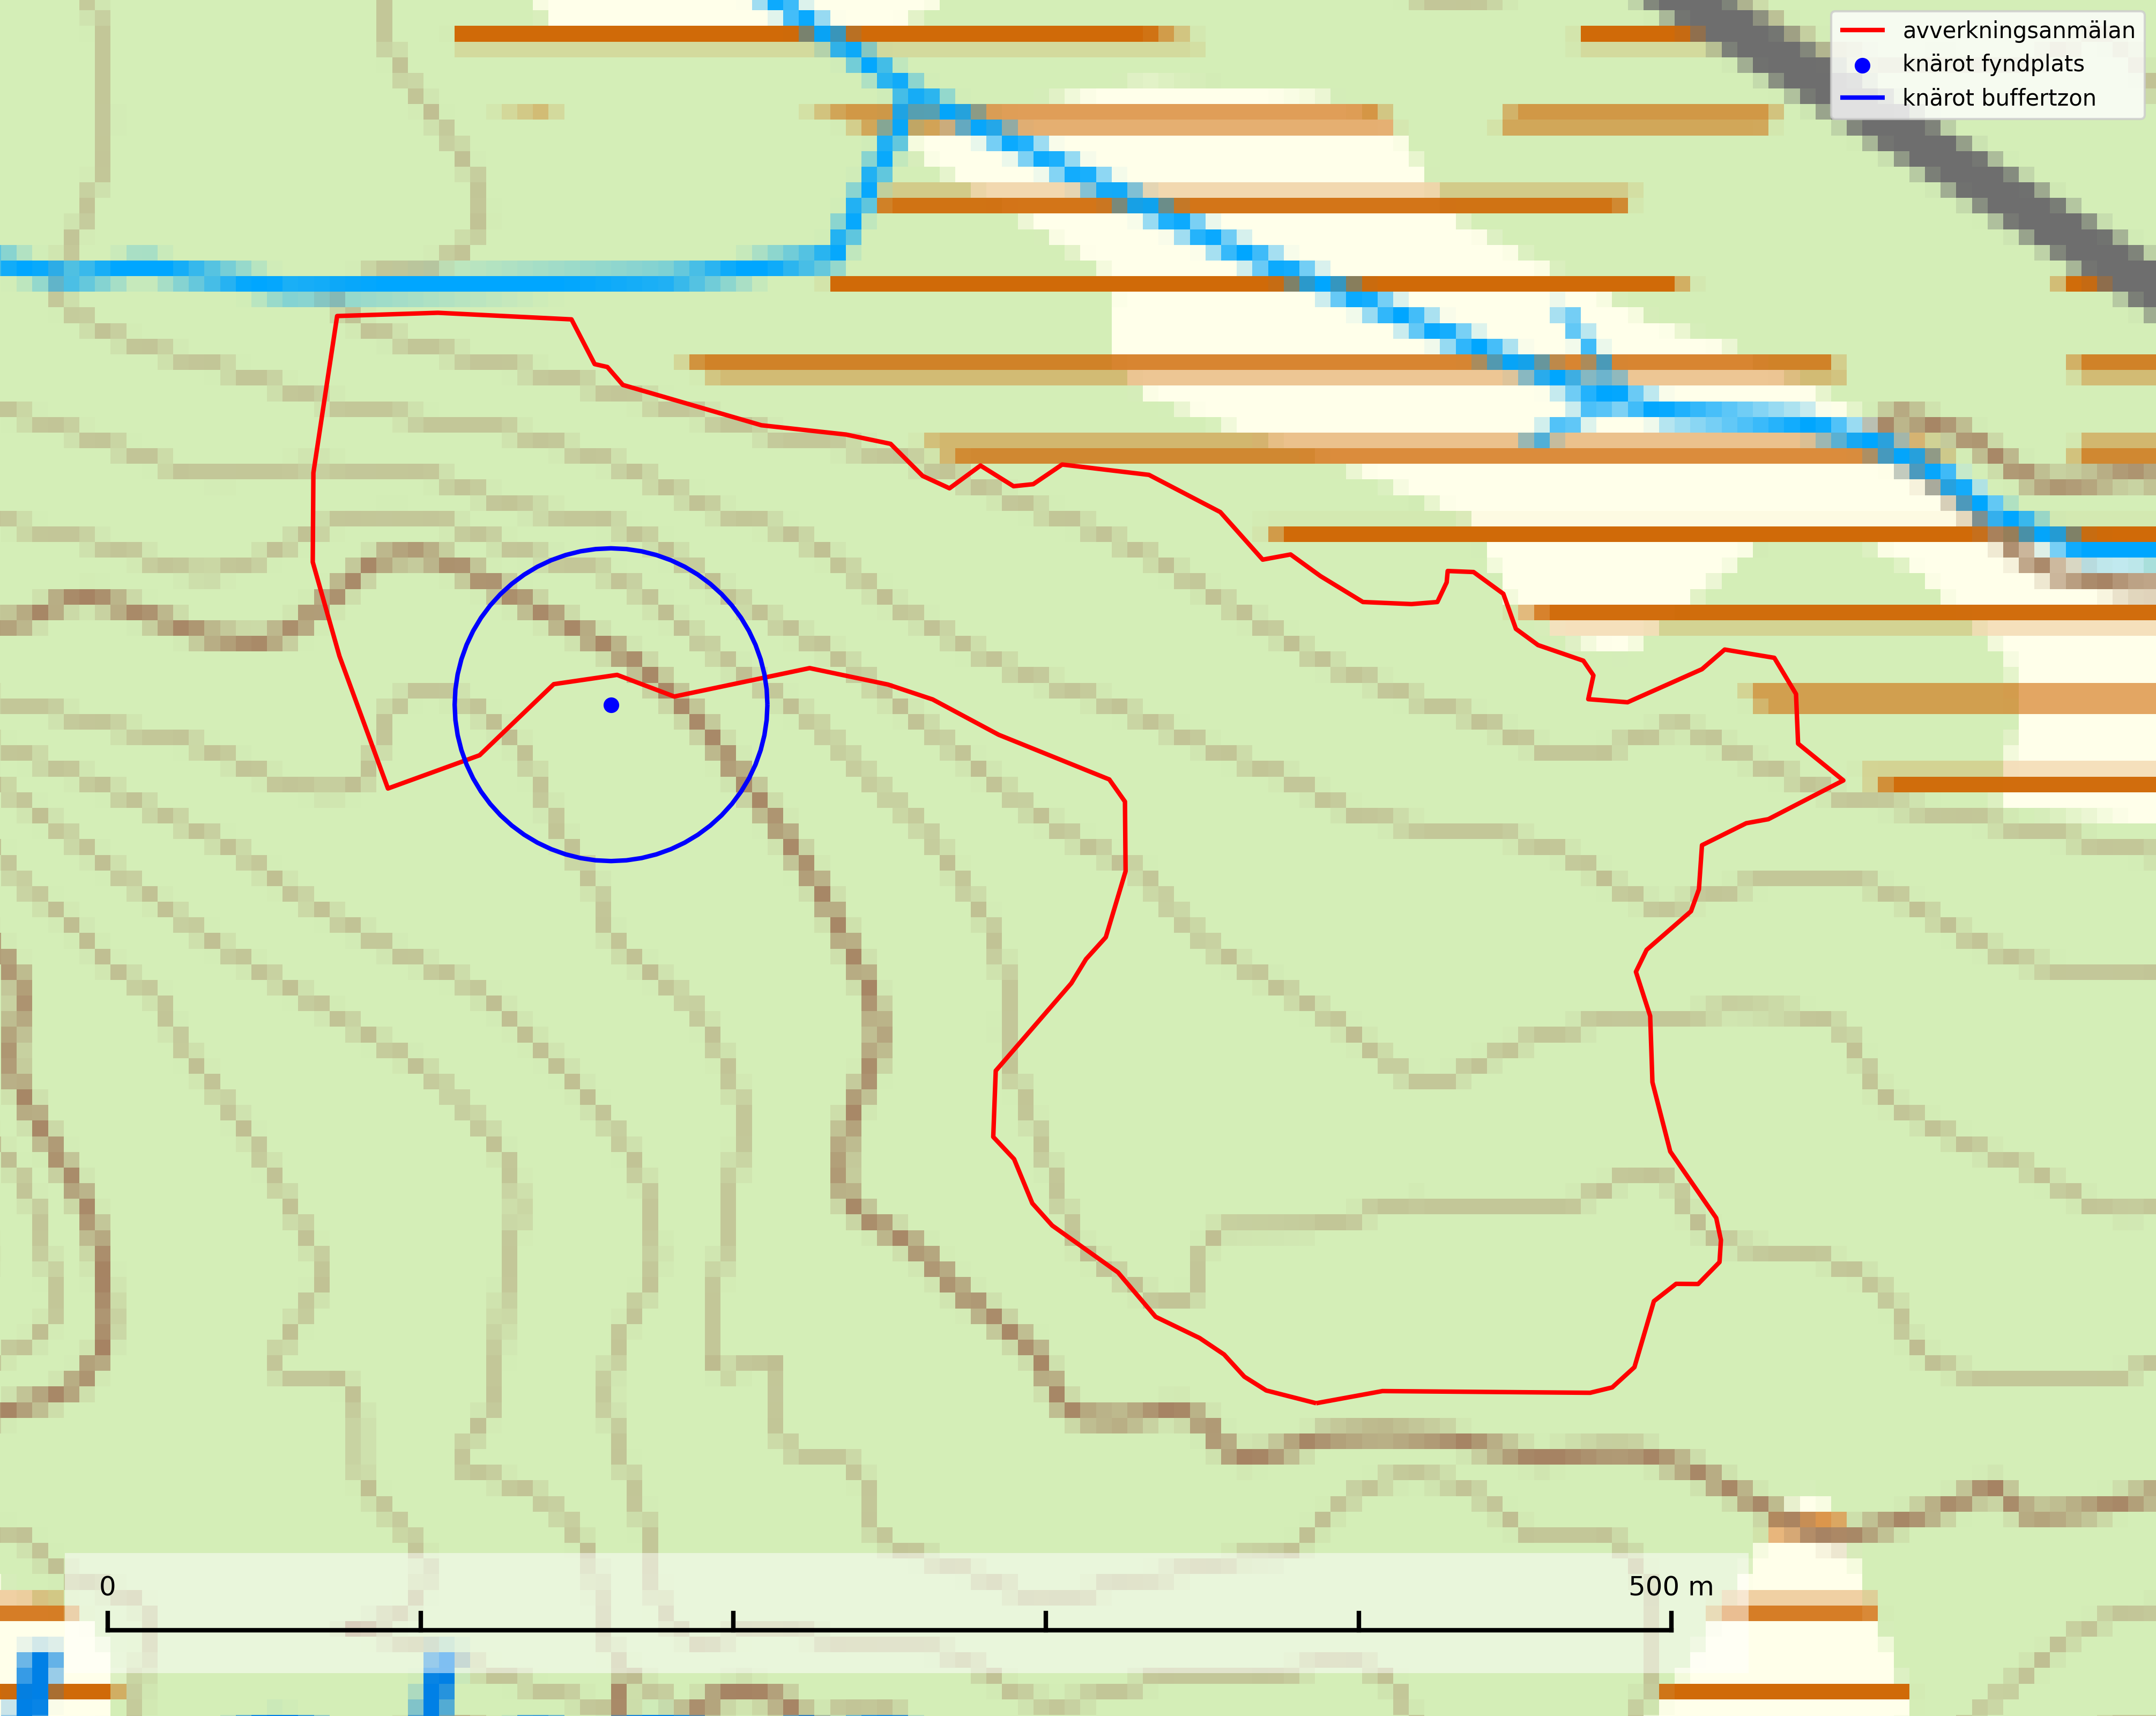 avverkningsanmälan
knärot fyndplats
knärot buffertzon
0
500 m